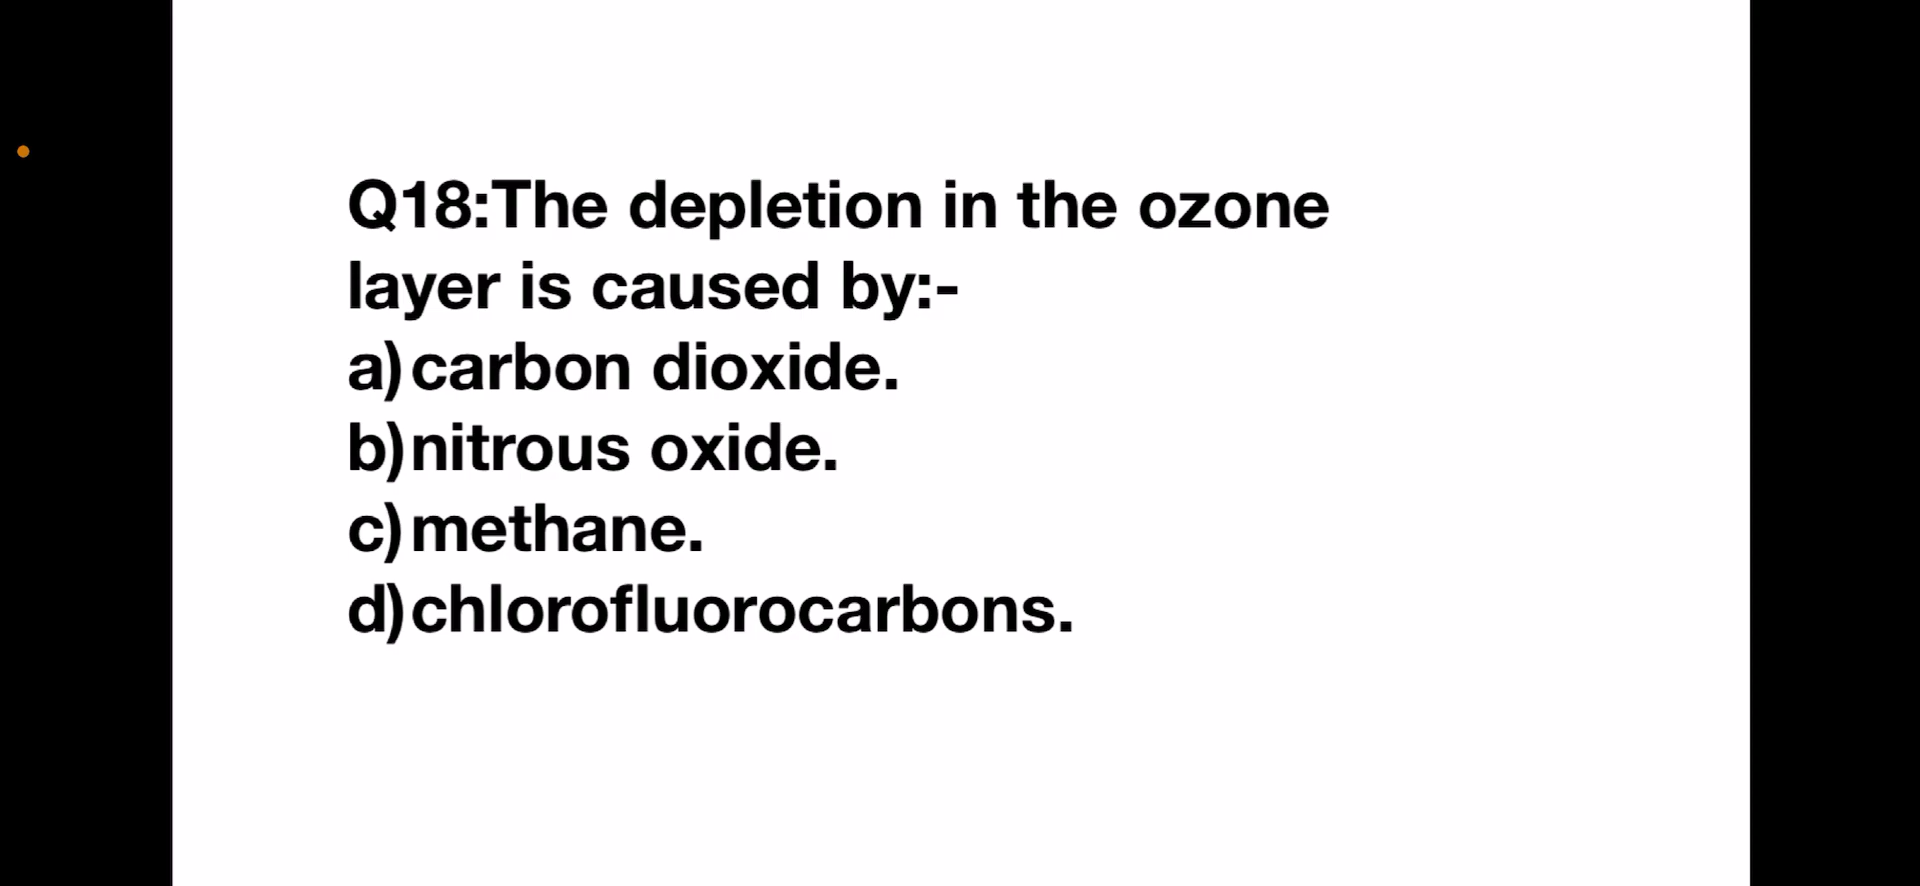 Q18:The depletion in the ozone
layer is caused by:-
a)carbon dioxide.
b)nitrous oxide.
c)methane.
d)chlorofluorocarbons.